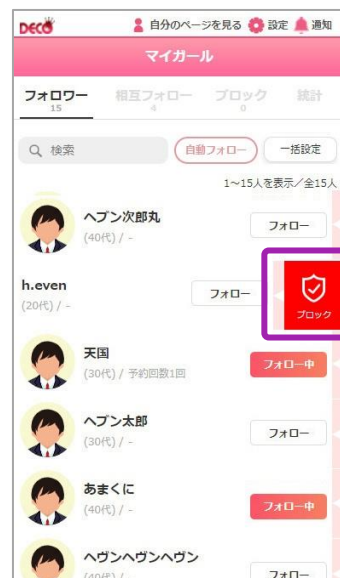 DECO 自分のページを見る 設定 通知
マイガール
フォロワー 相互フォロー ブロック 統計
15 4 0
検索 自動フォロー 一括設定
1～15人を表示／全15人
ヘブン次郎丸
(40代) / -
フォロー
h.even
(20代) / -
フォロー
ブロック
天国
(30代) / 予約回数1回
フォロー中
ヘブン太郎
(30代) / -
フォロー
あまくに
(40代) / -
フォロー中
ヘヴンヘヴンヘヴン
(40代) / -
フォロー